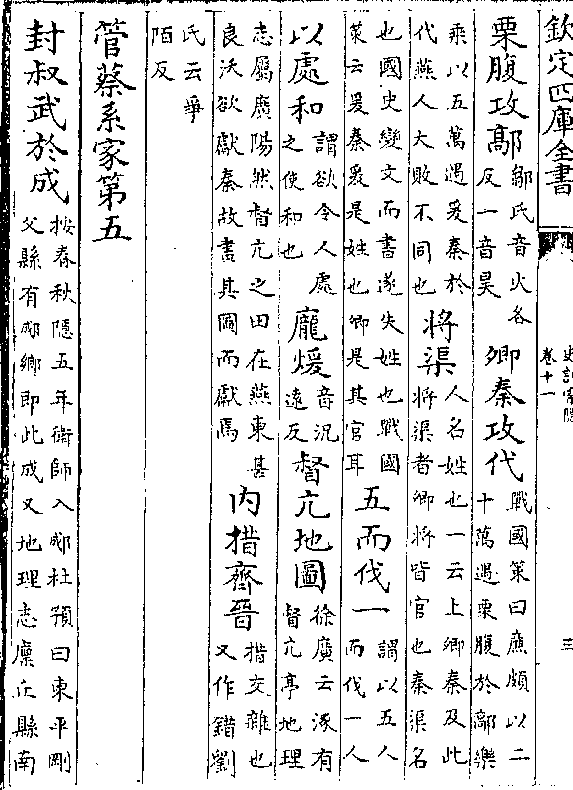 欽定四庫全書
史記索隱
卷十一
三
栗腹攻鄗 鄒氏音火各反一音昊 卿秦攻代 戰國策曰廉頗以二十萬遇栗腹於鄗樂
乘以五萬遇爰秦於代燕人大敗不同也 將渠 人名姓也一云上卿秦及此將渠者卿將皆官也秦渠名
也國史變文而書遂失姓也戰國策云爰秦爰是姓也卿是其官耳 五而伐一 謂以五人而伐一人
以處和 謂欲令人處之使和也 龐煖 音況遠反 督亢地圖 徐廣云涿有督亢亭地理
志屬廣陽然督亢之田在燕東甚良沃欲獻秦故畫其圖而獻焉 內措齊晉 措交雜也又作錯劉
氏云爭陌反
管蔡系家第五
封叔武於成 按春秋隱五年衛師入郕杜預曰東平剛父縣有郕鄉即此成又地理志廩丘縣南